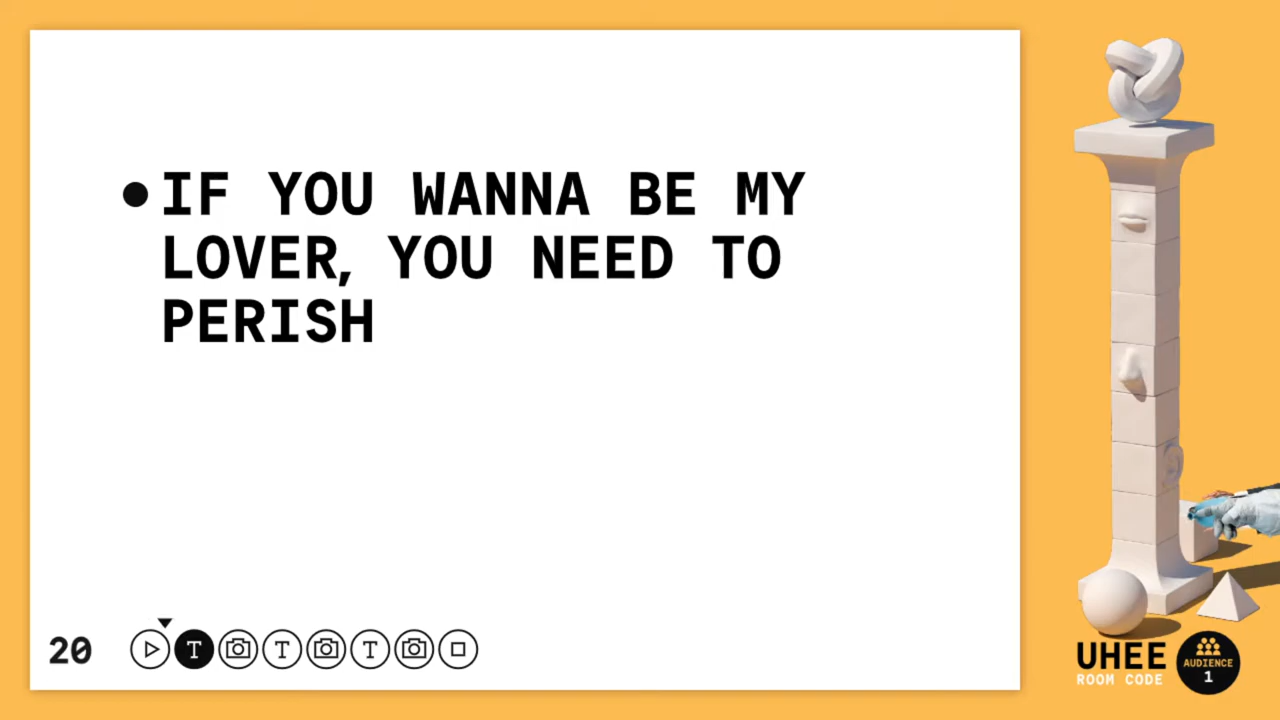 • IF YOU WANNA BE MY
LOVER, YOU NEED TO
PERISH
20
T
T
T
UHEE
ROOM CODE
AUDIENCE
1